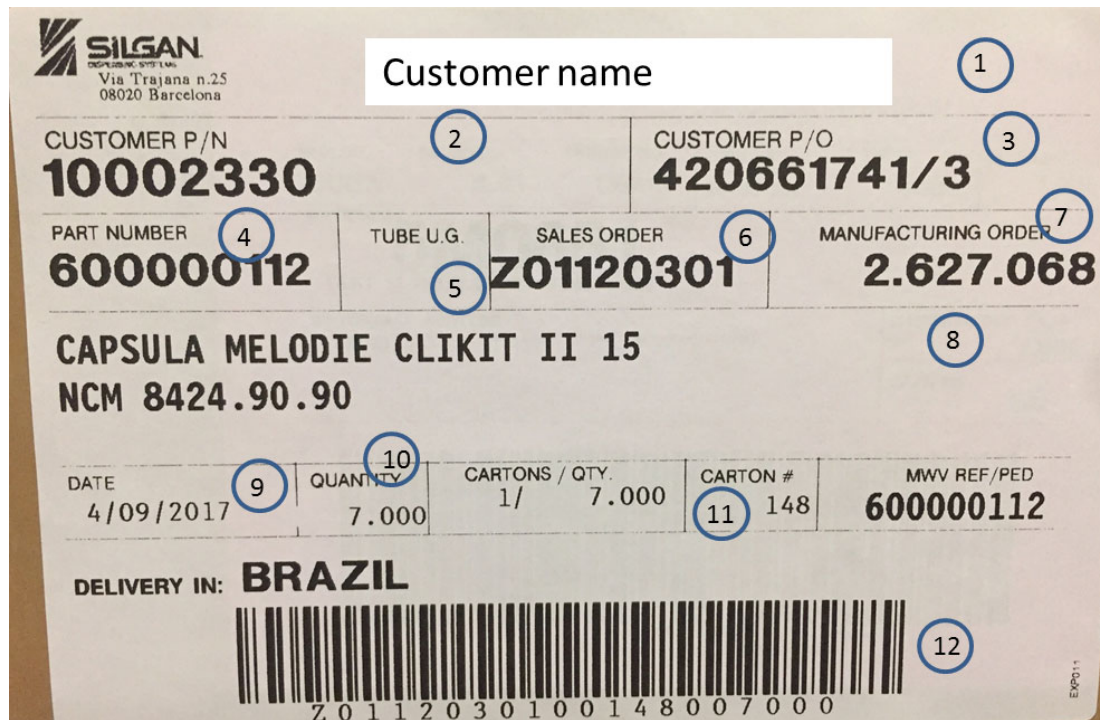 SILGAN
DISPENSING SYSTEMS
Via Trajana n.25
08020 Barcelona
Customer name
1
CUSTOMER P/N
2
CUSTOMER P/O
3
10002330
420661741/3
PART NUMBER
4
TUBE U.G.
5
SALES ORDER
6
MANUFACTURING ORDER
7
600000112
Z01120301
2.627.068
CAPSULA MELODIE CLIKIT II 15
8
NCM 8424.90.90
DATE
9
QUANTITY
10
CARTONS / QTY.
CARTON #
11
MWV REF/PED
4/09/2017
7.000
1/ 7.000
148
600000112
DELIVERY IN: BRAZIL
12
Z0112030100148007000
EXP011